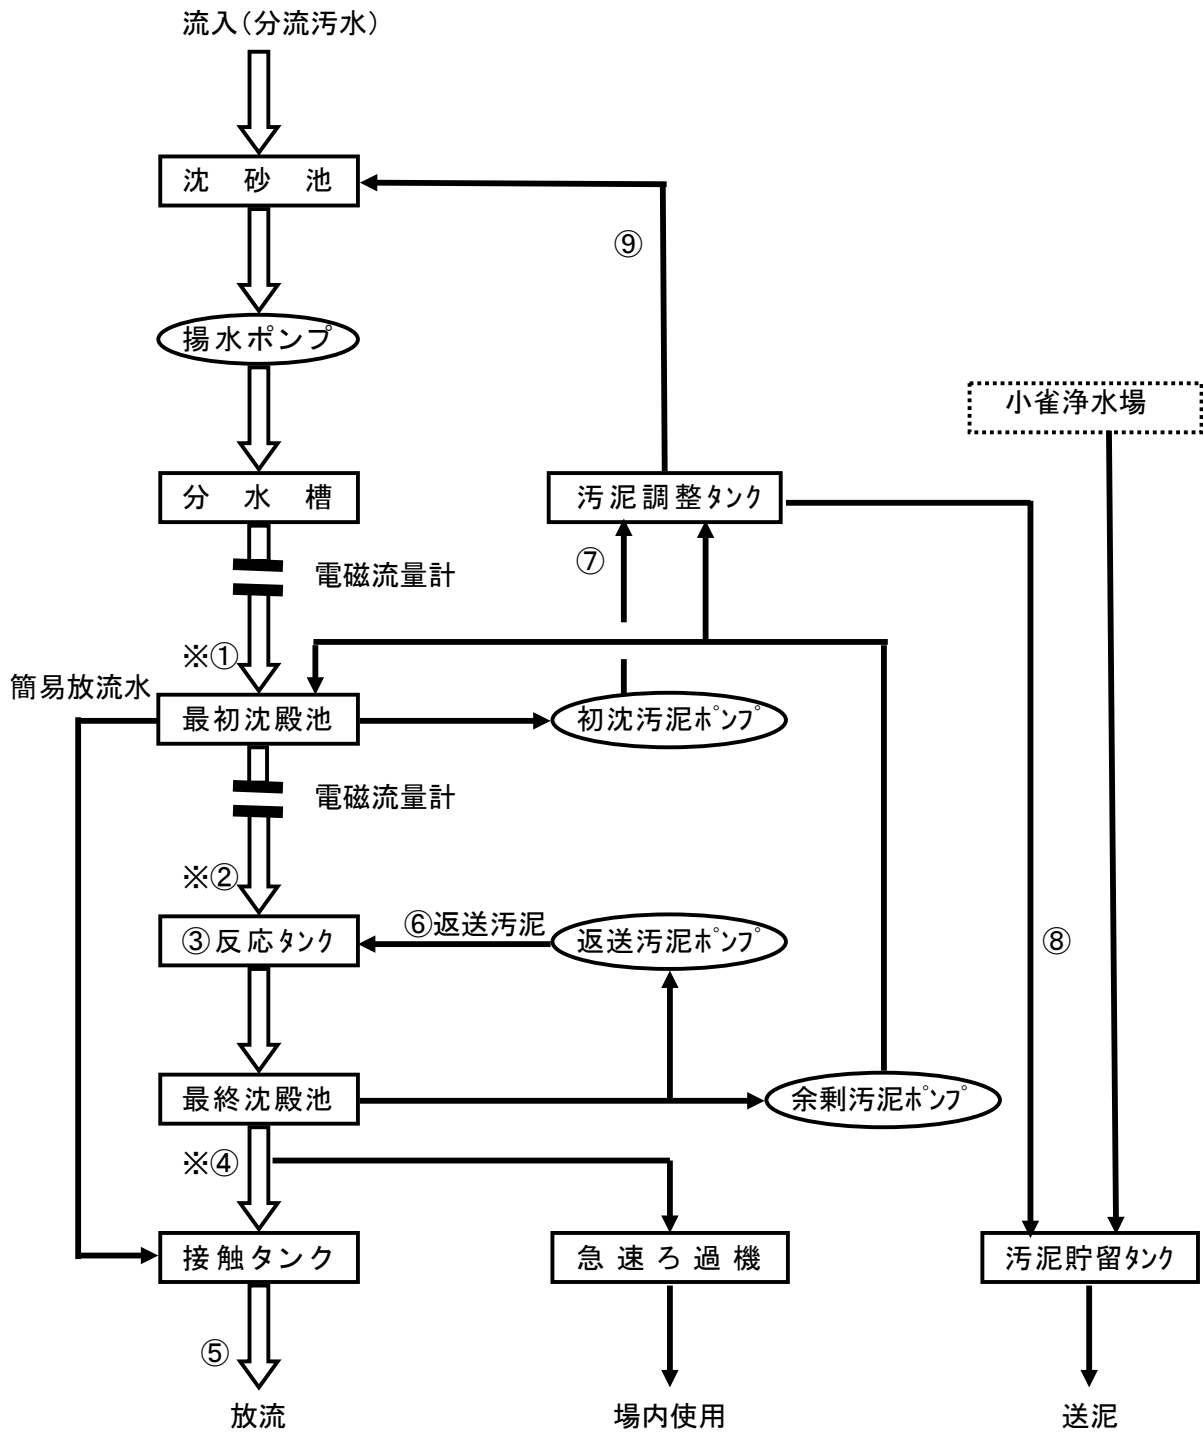 流入(分流汚水)
沈砂池
⑨
揚水ポンプ
小雀浄水場
分水槽
汚泥調整タンク
⑦
電磁流量計
※①
簡易放流水
最初沈殿池
初沈汚泥ポンプ
電磁流量計
※②
⑥返送汚泥
③反応タンク
返送汚泥ポンプ
⑧
最終沈殿池
余剰汚泥ポンプ
※④
接触タンク
急速ろ過機
汚泥貯留タンク
⑤
放流
場内使用
送泥